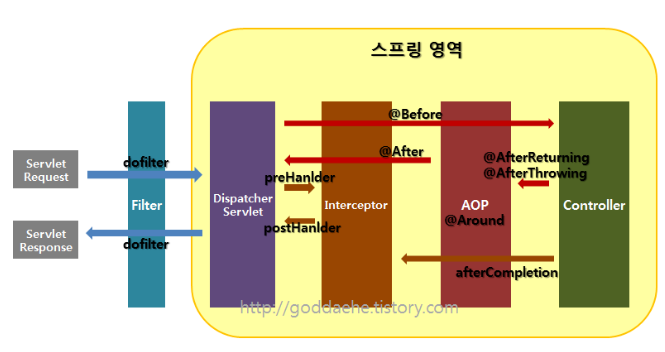 스프링 영역
@Before
@After
@AfterReturning
@AfterThrowing
Servlet
Request
dofilter
preHanlder
Filter
Dispatcher
Servlet
Interceptor
AOP
@Around
Controller
Servlet
Response
dofilter
postHanlder
afterCompletion
http://goddaehe.tistory.com